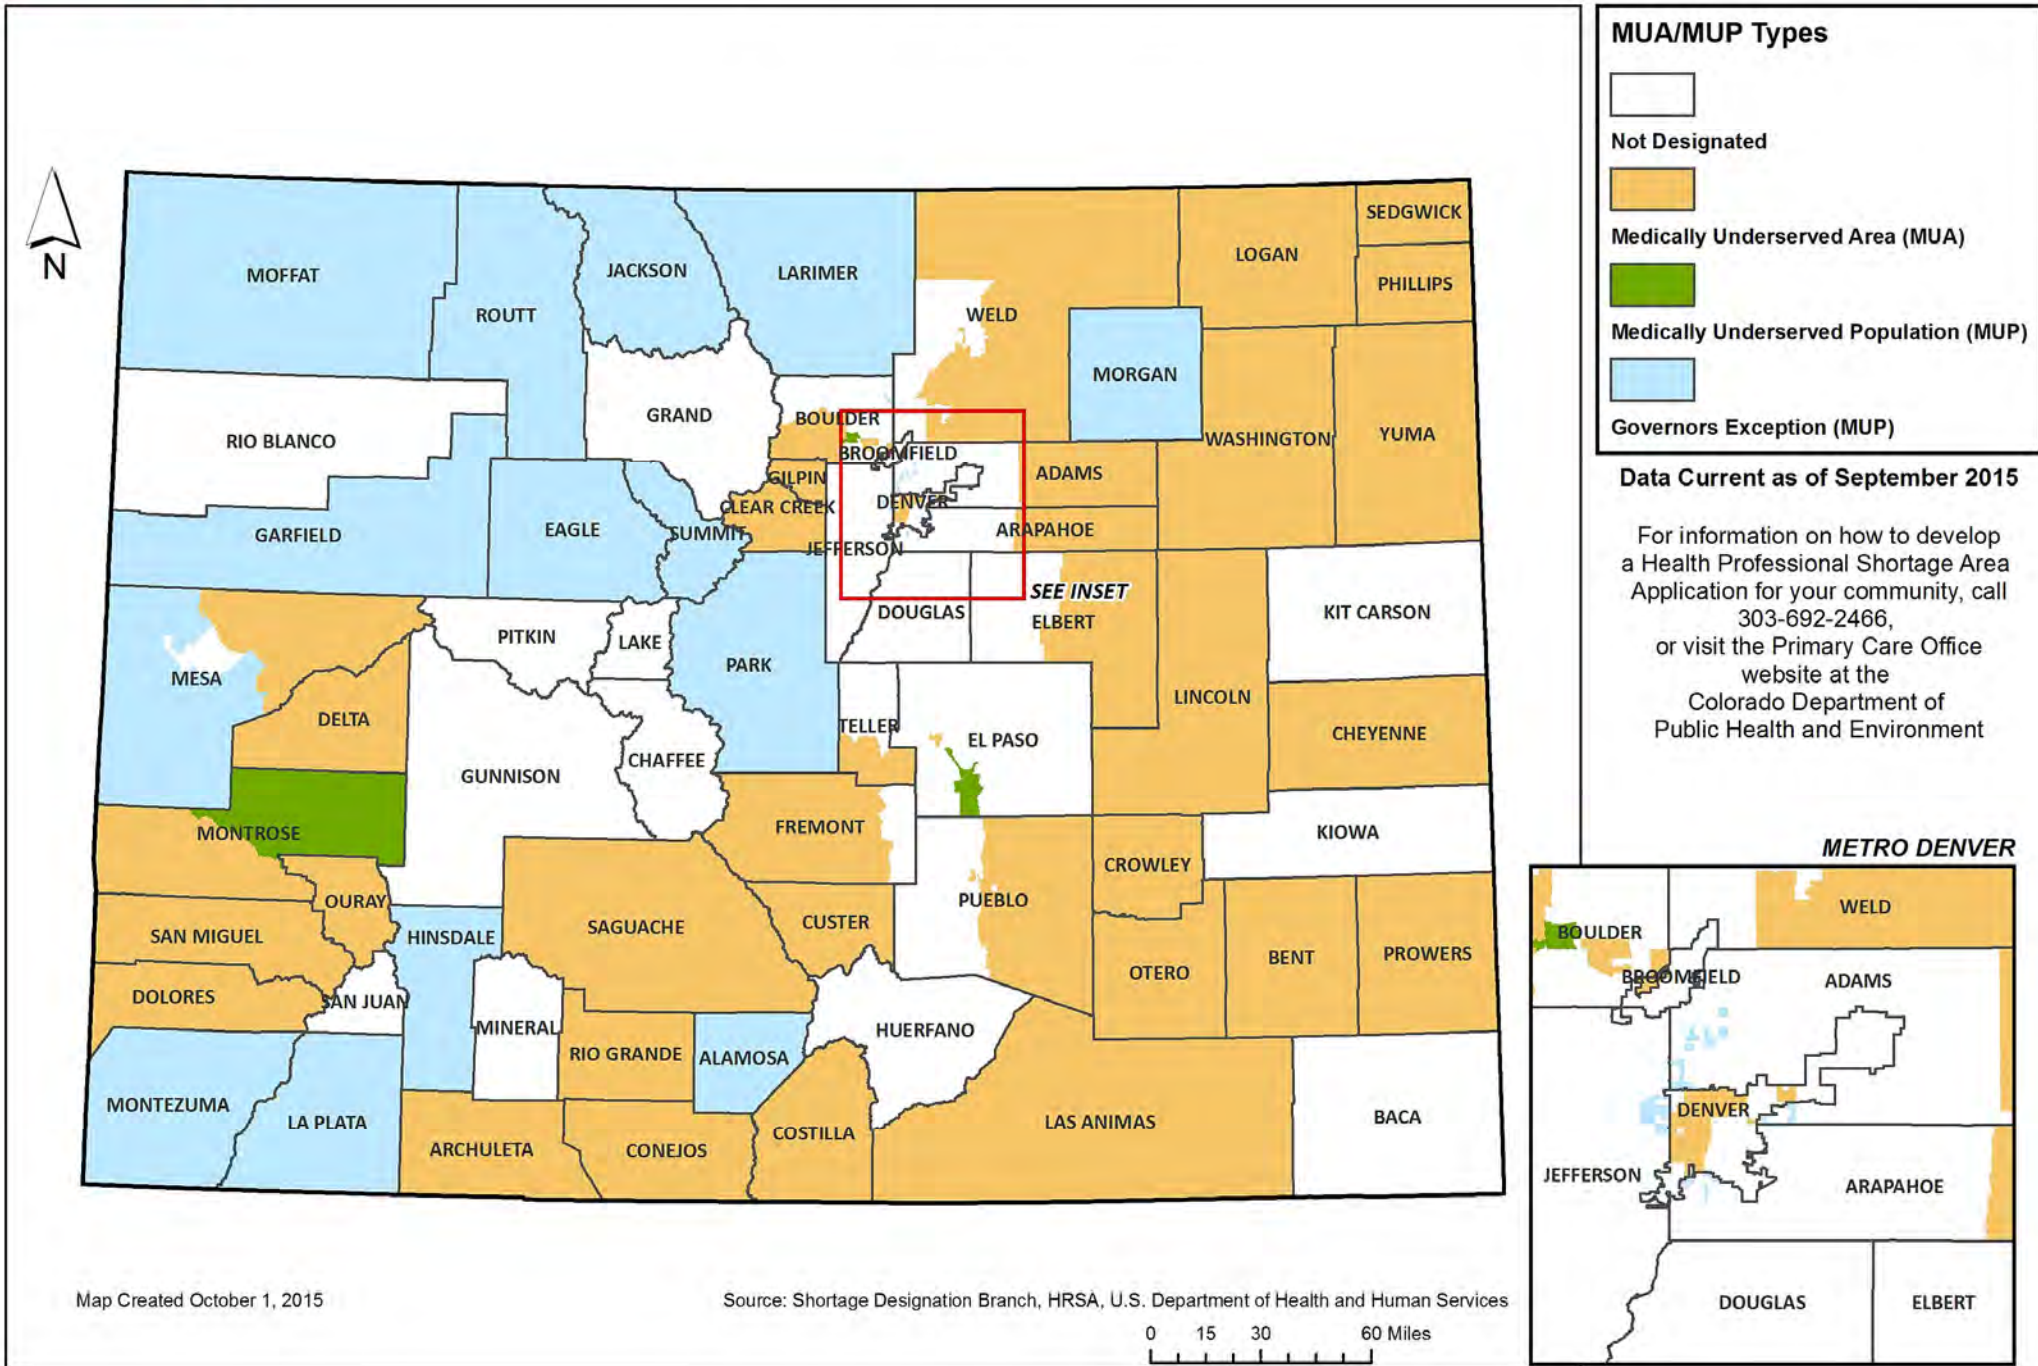 MUA/MUP Types
Not Designated
Medically Underserved Area (MUA)
Medically Underserved Population (MUP)
Governors Exception (MUP)
Data Current as of September 2015
For information on how to develop
a Health Professional Shortage Area
Application for your community, call
303-692-2466,
or visit the Primary Care Office
website at the
Colorado Department of
Public Health and Environment
N
MOFFAT
ROUTT
JACKSON
LARIMER
WELD
LOGAN
SEDGWICK
PHILLIPS
MORGAN
RIO BLANCO
GRAND
BOULDER
BROOMFIELD
WASHINGTON
YUMA
GILPIN
ADAMS
CLEAR CREEK
DENVER
GARFIELD
EAGLE
SUMMIT
JEFFERSON
ARAPAHOE
SEE INSET
PITKIN
LAKE
DOUGLAS
ELBERT
KIT CARSON
MESA
PARK
DELTA
LINCOLN
TELLER
EL PASO
CHEYENNE
GUNNISON
CHAFFEE
MONTROSE
FREMONT
KIOWA
CROWLEY
OURAY
PUEBLO
SAN MIGUEL
HINSDALE
SAGUACHE
CUSTER
OTERO
BENT
PROWERS
DOLORES
SAN JUAN
MINERAL
HUERFANO
RIO GRANDE
ALAMOSA
MONTEZUMA
LA PLATA
ARCHULETA
CONEJOS
COSTILLA
LAS ANIMAS
BACA
METRO DENVER
WELD
BOULDER
BROOMFIELD
ADAMS
DENVER
JEFFERSON
ARAPAHOE
DOUGLAS
ELBERT
Map Created October 1, 2015
Source: Shortage Designation Branch, HRSA, U.S. Department of Health and Human Services
0 15 30 60 Miles